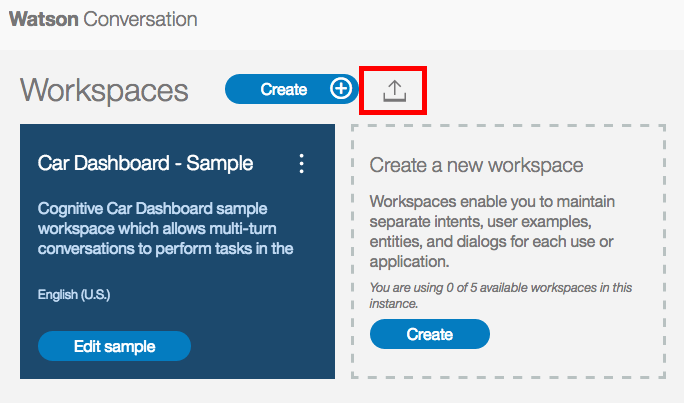 Watson Conversation
Workspaces
Create
Car Dashboard - Sample
Cognitive Car Dashboard sample
workspace which allows multi-turn
conversations to perform tasks in the
English (U.S.)
Edit sample
Create a new workspace
Workspaces enable you to maintain
separate intents, user examples,
entities, and dialogs for each use or
application.
You are using 0 of 5 available workspaces in this
instance.
Create